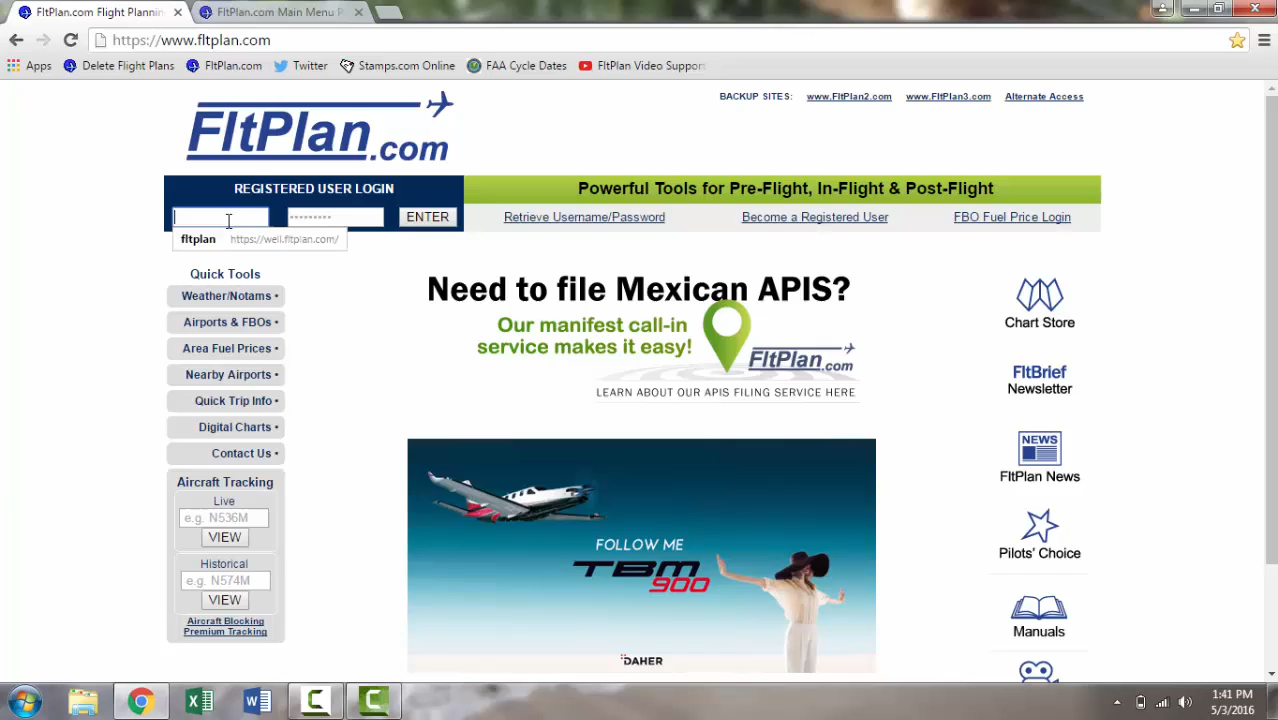 FltPlan.com Flight Plannin
FltPlan.com Main Menu P
https://www.fltplan.com
Apps
Delete Flight Plans
FltPlan.com
Twitter
Stamps.com Online
FAA Cycle Dates
FltPlan Video Suppor
FltPlan.com
BACKUP SITES: www.FltPlan2.com www.FltPlan3.com Alternate Access
REGISTERED USER LOGIN
Powerful Tools for Pre-Flight, In-Flight & Post-Flight
ENTER
Retrieve Username/Password
Become a Registered User
FBO Fuel Price Login
fltplan https://well.fltplan.com/
Quick Tools
Weather/Notams
Airports & FBOs
Area Fuel Prices
Nearby Airports
Quick Trip Info
Digital Charts
Contact Us
Aircraft Tracking
Live
e.g. N536M
VIEW
Historical
e.g. N574M
VIEW
Aircraft Blocking
Premium Tracking
Need to file Mexican APIS?
Our manifest call-in
service makes it easy!
FltPlan.com
LEARN ABOUT OUR APIS FILING SERVICE HERE
FOLLOW ME
TBM
900
DAHER
Chart Store
FltBrief
Newsletter
NEWS
FltPlan News
Pilots' Choice
Manuals
1:41 PM
5/3/2016